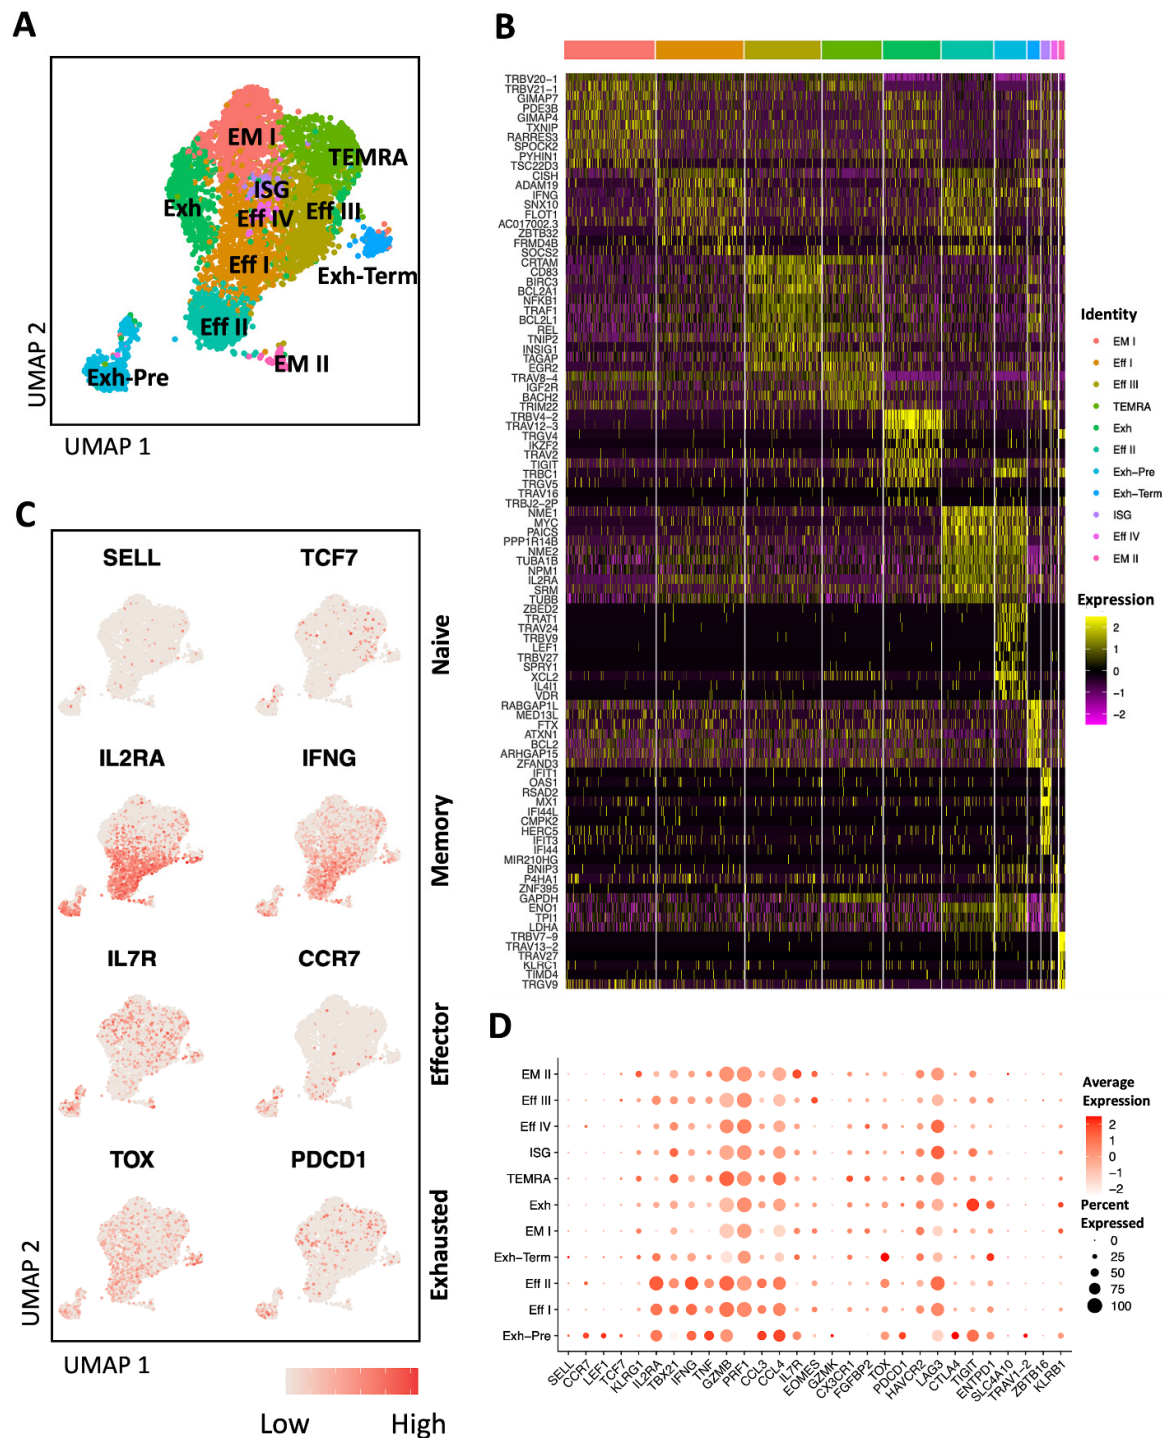 A
EM I
TEMRA
ISG
Exh
Eff IV
Eff III
Eff I
Exh-Term
Eff II
EM II
Exh-Pre
UMAP 2
UMAP 1
B
TRBV20-1
TRBV21-1
GIMAP7
PDE3B
GIMAP4
TXNIP
RARRES3
SPOCK2
PYHIN1
TSC22D3
CISH
ADAM19
IFNG
SNX10
FLOT1
AC017002.3
ZBTB32
FRMD4B
SOCS2
CRTAM
CD83
BIRC3
BCL2A1
NFKB1
TRAF1
BCL2L1
REL
TNIP2
INSIG1
TAGAP
EGR2
TRAV8-4
IGF2R
BACH2
TRIM22
TRBV4-2
TRAV12-3
TRGV4
IKZF2
TRAV2
TIGIT
TRBC1
TRGV5
TRAV16
TRBJ2-2P
NME1
MYC
PAICS
PPP1R14B
NME2
TUBA1B
NPM1
IL2RA
SRM
TUBB
ZBED2
TRAT1
TRAV24
TRBV9
LEF1
TRBV27
SPRY1
XCL2
IL4I1
VDR
RABGAP1L
MED13L
FTX
ATXN1
BCL2
ARHGAP15
ZFAND3
IFIT1
OAS1
RSAD2
MX1
IFI44L
CMPK2
HERC5
IFIT3
IFI44
MIR210HG
BNIP3
P4HA1
ZNF395
GAPDH
ENO1
TPI1
LDHA
TRBV7-9
TRAV13-2
TRAV27
KLRC1
TIMD4
TRGV9
Identity
EM I
Eff I
Eff III
TEMRA
Exh
Eff II
Exh-Pre
Exh-Term
ISG
Eff IV
EM II
Expression
2
1
0
-1
-2
C
SELL TCF7
Naive
IL2RA IFNG
Memory
IL7R CCR7
Effector
TOX PDCD1
Exhausted
UMAP 2
UMAP 1
Low High
D
EM II
Eff III
Eff IV
ISG
TEMRA
Exh
EM I
Exh-Term
Eff II
Eff I
Exh-Pre
SELL CCR7 LEF1 TCF7 KLRG1 IL2RA TBX21 IFNG TNF GZMB PRF1 CCL3 CCL4 IL7R EOMES GZMK CX3CR1 FGFBP2 TOX PDCD1 HAVCR2 LAG3 CTLA4 TIGIT ENTPD1 SLC4A10 TRAV1-2 ZBTB16 KLRB1
Average
Expression
2
1
0
-1
-2
Percent
Expressed
0
25
50
75
100